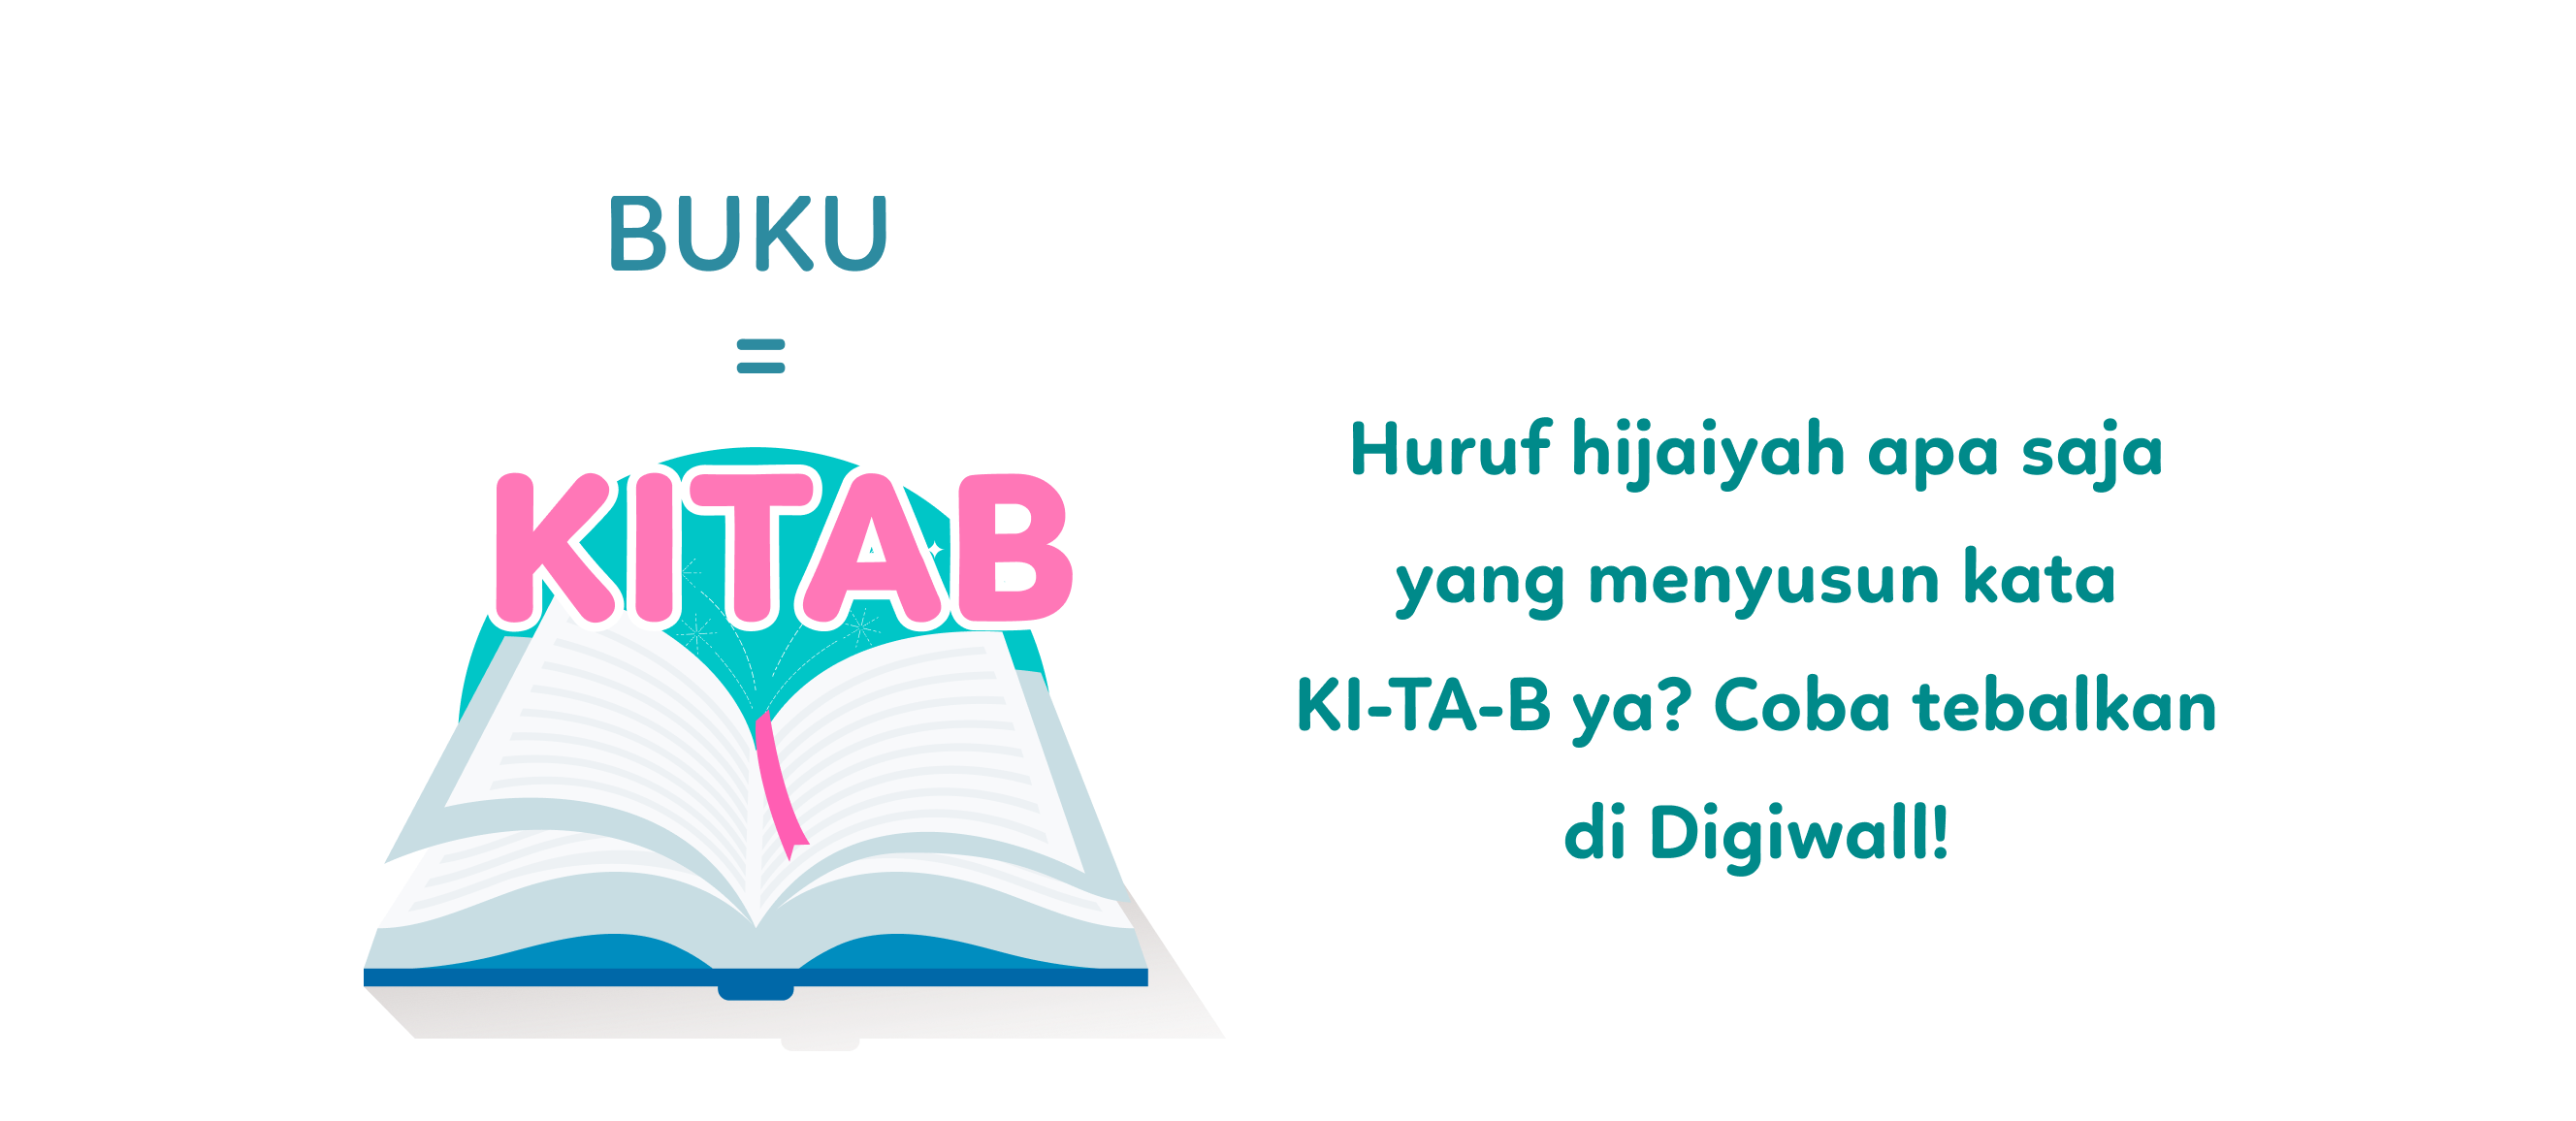 BUKU
=
KITAB
Huruf hijaiyah apa saja
yang menyusun kata
KI-TA-B ya? Coba tebalkan
di Digiwall!